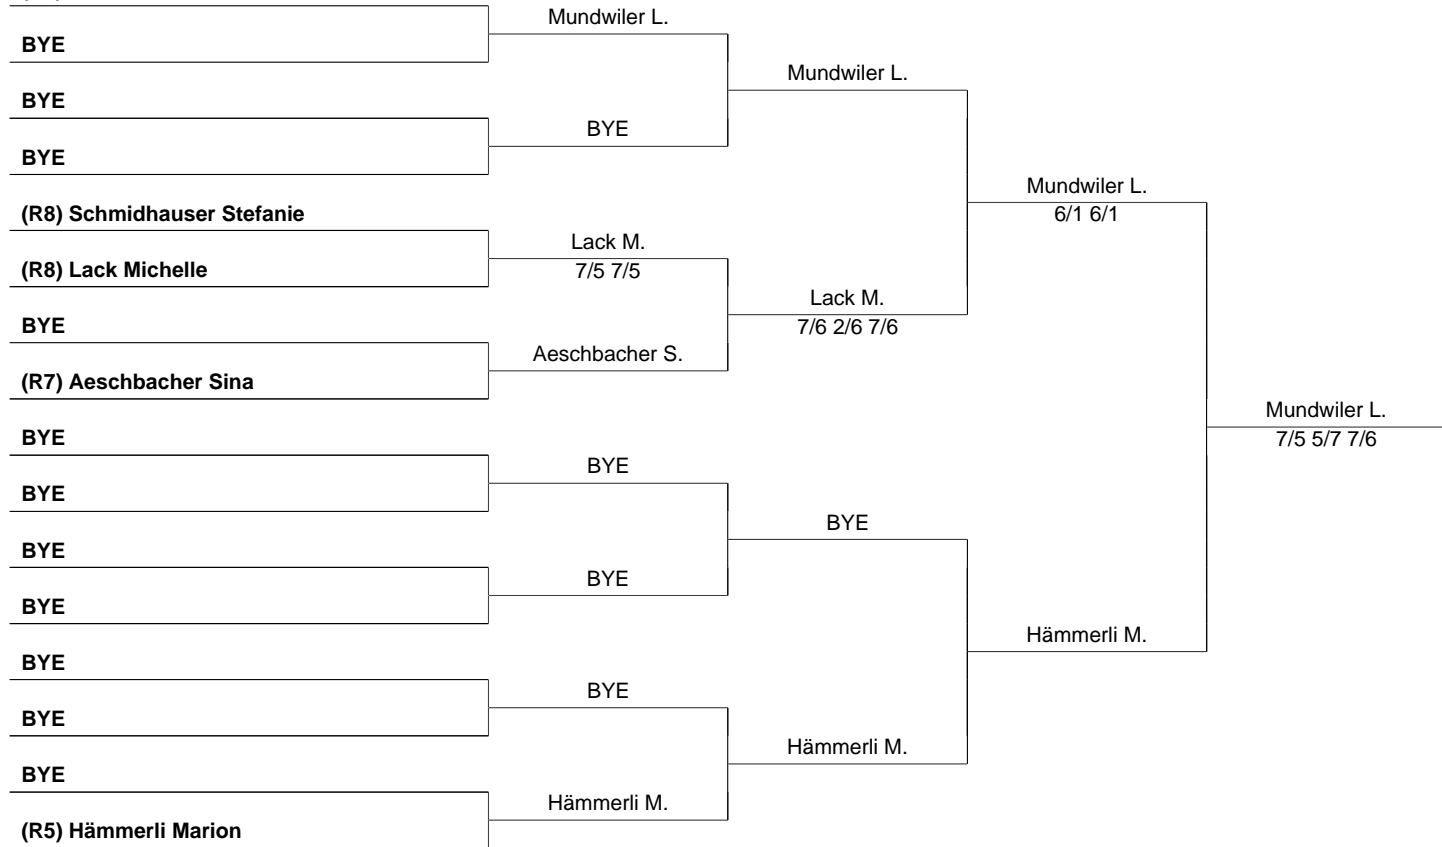 Mundwiler L.
BYE
Mundwiler L.
BYE
BYE
BYE
Mundwiler L.
(R8) Schmidhauser Stefanie
6/1 6/1
Lack M.
(R8) Lack Michelle
7/5 7/5
Lack M.
BYE
7/6 2/6 7/6
Aeschbacher S.
(R7) Aeschbacher Sina
Mundwiler L.
BYE
7/5 5/7 7/6
BYE
BYE
BYE
BYE
BYE
BYE
Hämmerli M.
BYE
BYE
BYE
Hämmerli M.
BYE
Hämmerli M.
(R5) Hämmerli Marion